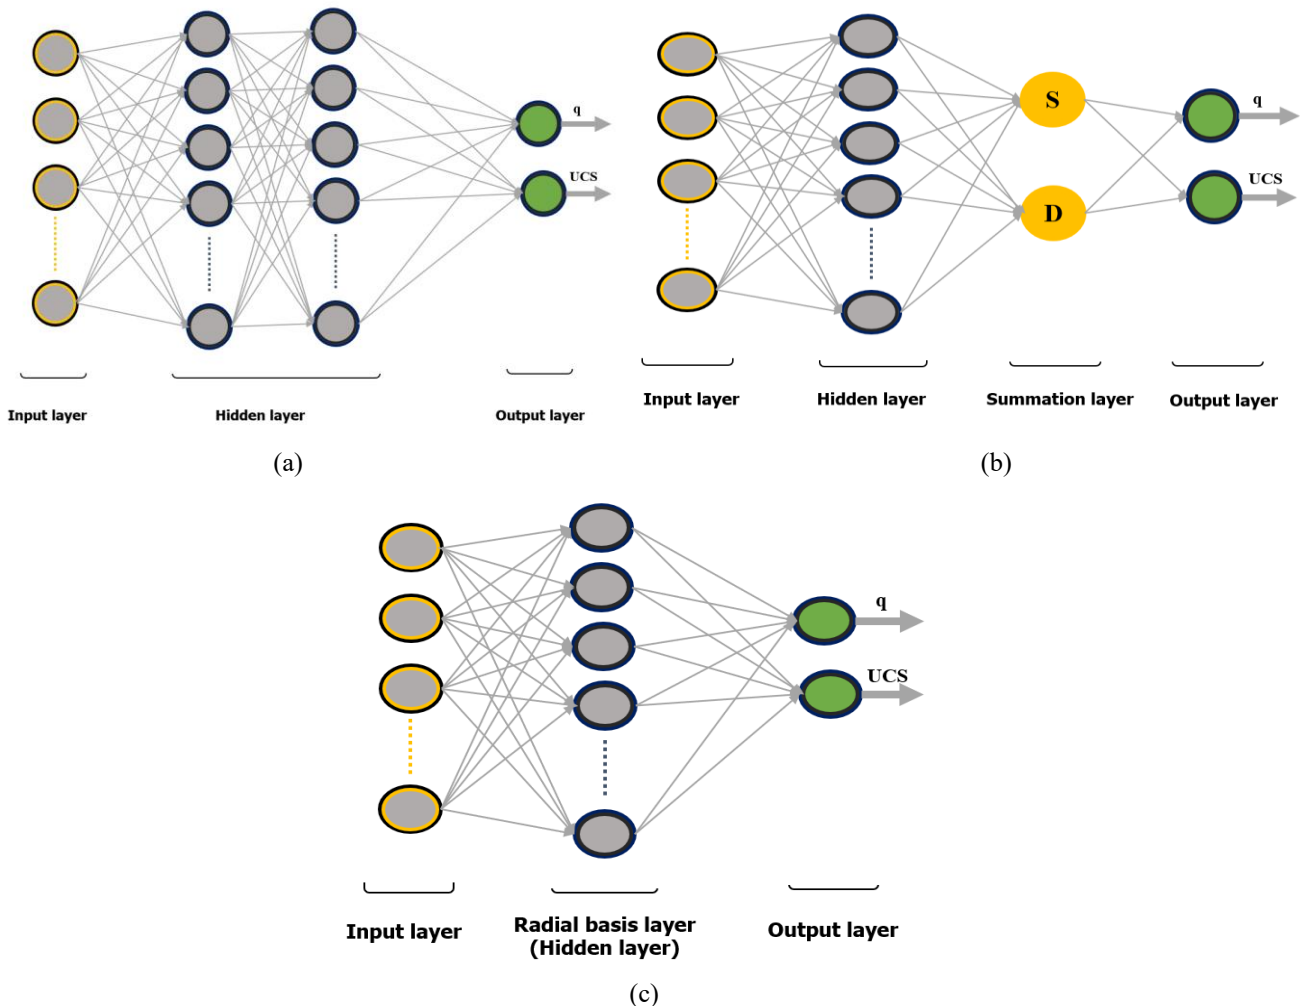 q
UCS
Input layer
Hidden layer
Output layer
(a)
S
D
q
UCS
Input layer
Hidden layer
Summation layer
Output layer
(b)
q
UCS
Input layer
Radial basis layer
(Hidden layer)
Output layer
(c)